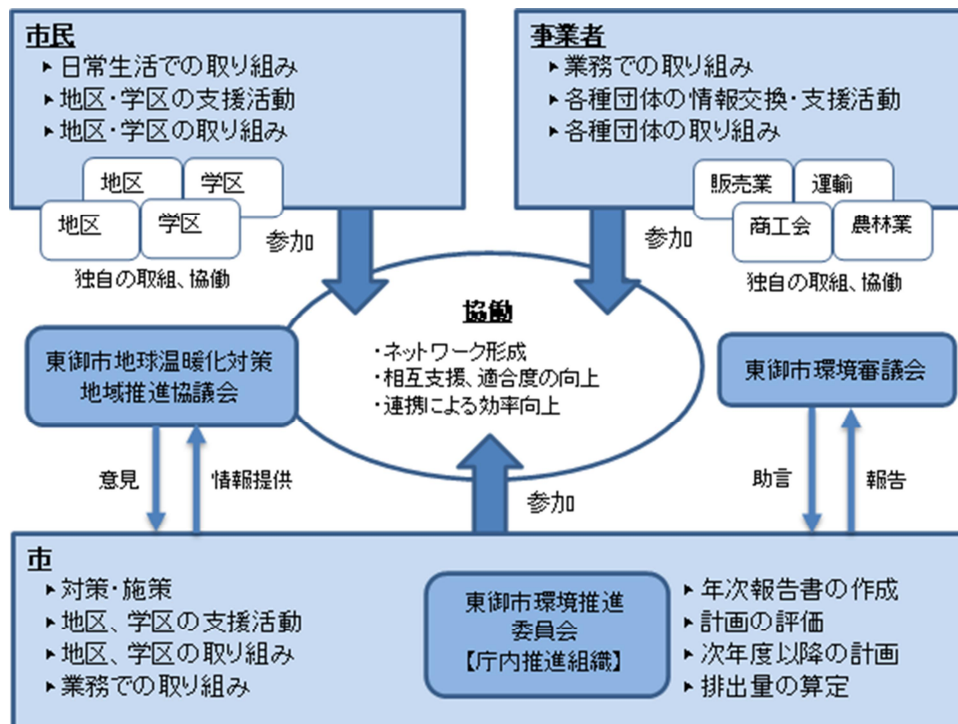 市民
▸ 日常生活での取り組み
▸ 地区・学区の支援活動
▸ 地区・学区の取り組み
地区
学区
地区
学区
参加
独自の取組、協働
事業者
▸ 業務での取り組み
▸ 各種団体の情報交換・支援活動
▸ 各種団体の取り組み
販売業
運輸
商工会
農林業
参加
独自の取組、協働
協働
・ネットワーク形成
・相互支援、適合度の向上
・連携による効率向上
東御市地球温暖化対策
地域推進協議会
東御市環境審議会
意見
情報提供
参加
助言
報告
市
▸ 対策・施策
▸ 地区、学区の支援活動
▸ 地区、学区の取り組み
▸ 業務での取り組み
東御市環境推進
委員会
【庁内推進組織】
▸ 年次報告書の作成
▸ 計画の評価
▸ 次年度以降の計画
▸ 排出量の算定